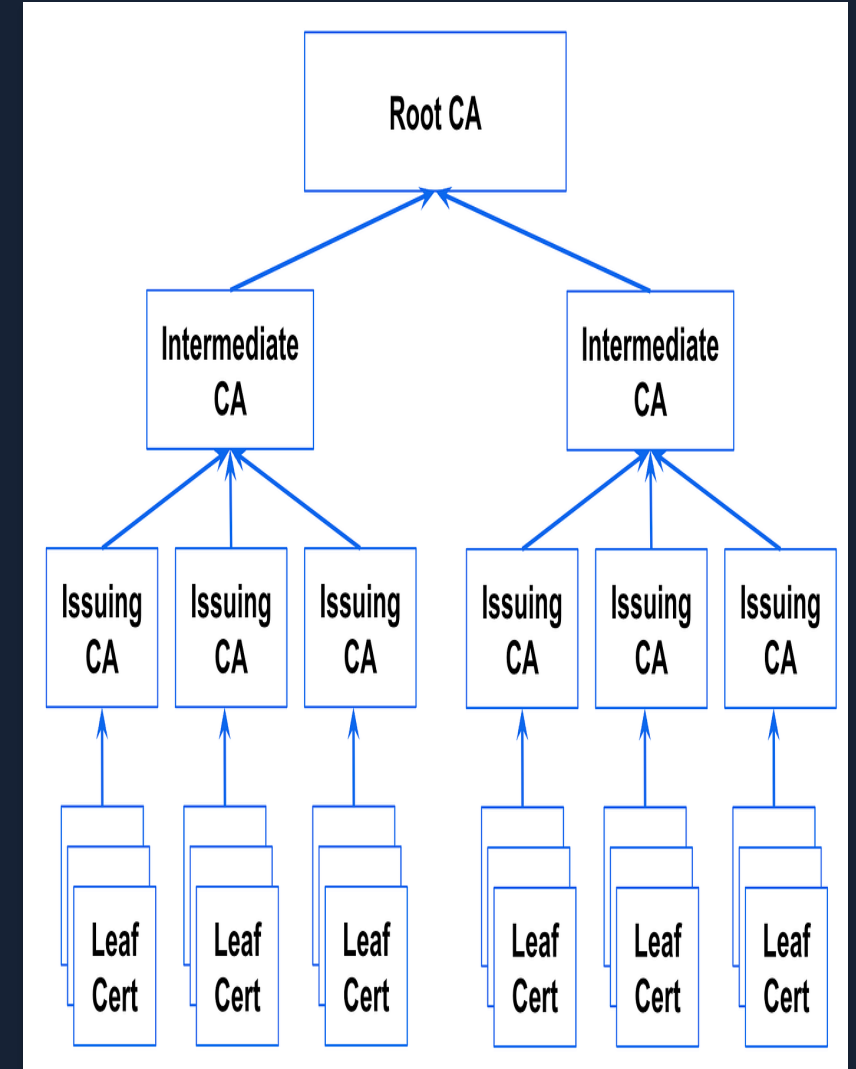 Root CA
Intermediate
CA
Intermediate
CA
Issuing
CA
Issuing
CA
Issuing
CA
Issuing
CA
Issuing
CA
Issuing
CA
Leaf
Cert
Leaf
Cert
Leaf
Cert
Leaf
Cert
Leaf
Cert
Leaf
Cert